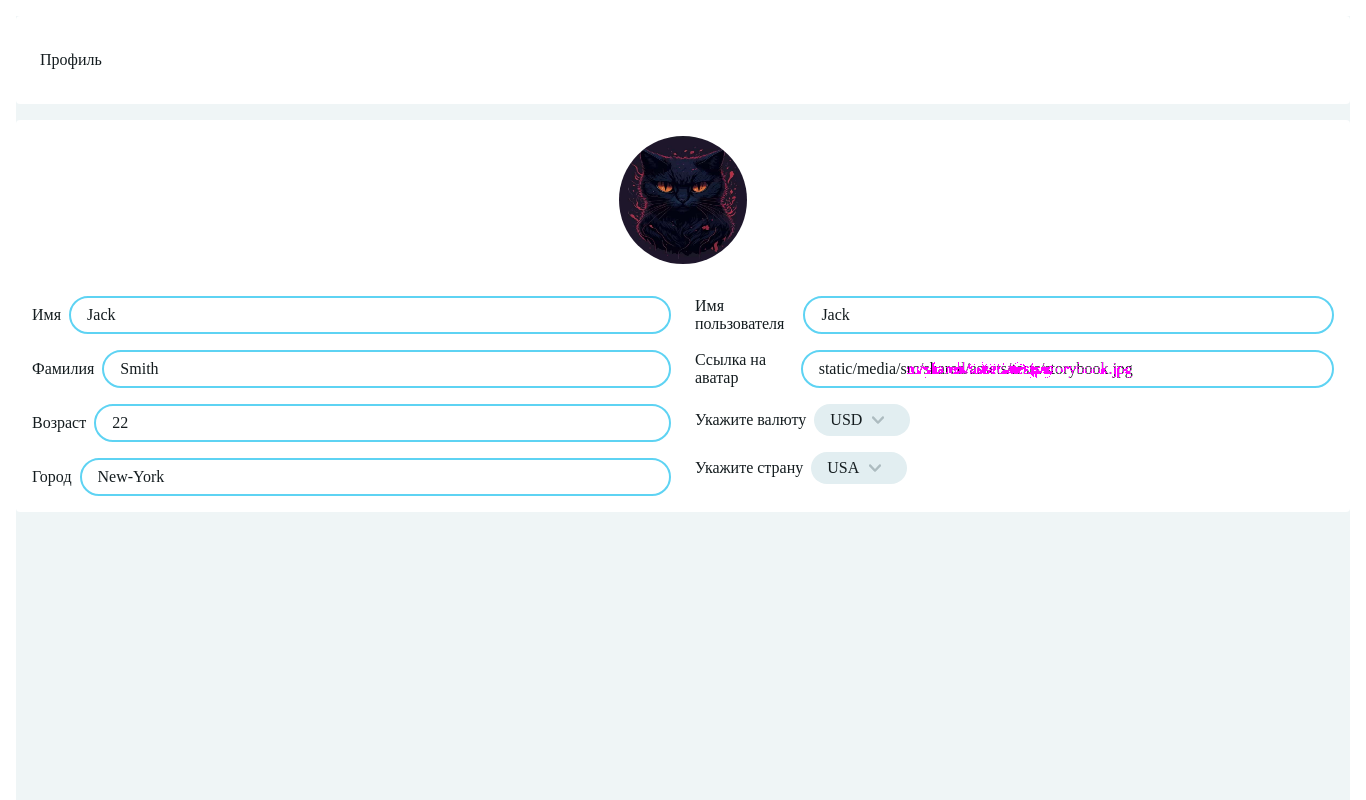 Профиль
Имя
Jack
Фамилия
Smith
Возраст
22
Город
New-York
Имя
пользователя
Jack
Ссылка на
аватар
static/media/src/shared/assets/tests/storybook.jpg
Укажите валюту
USD
Укажите страну
USA